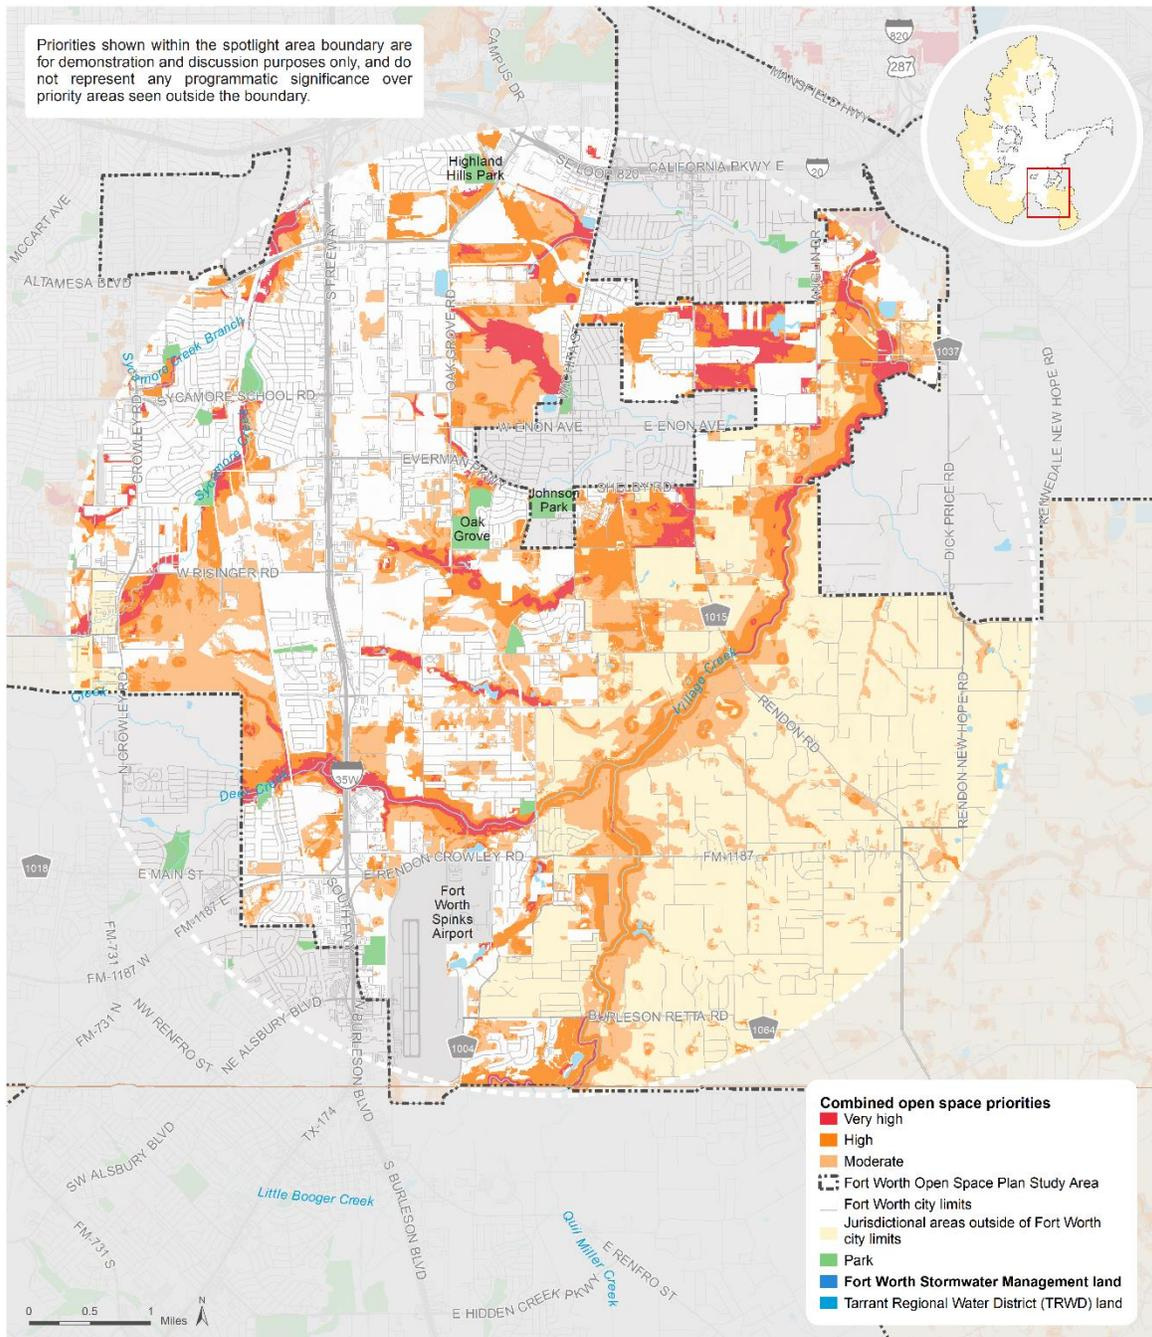 Priorities shown within the spotlight area boundary are
for demonstration and discussion purposes only, and do
not represent any programmatic significance over
priority areas seen outside the boundary.
CAMPUS DR
820
287
MANSFIELD HWY
Highland
Hills Park
SE LOOP 820
CALIFORNIA PKWY E
20
MCCART AVE
ALTAMESA BLVD
S FREEWAY
OAK GROVE RD
WICHITA ST
ANGLIN DR
1037
Sycamore Creek Branch
SYCAMORE SCHOOL RD
CROWLEY RD
W ENON AVE
E ENON AVE
KENNEDALE NEW HOPE RD
EVERMAN PKWY
SHELBY RD
DICK PRICE RD
Johnson
Park
Oak
Grove
W RISINGER RD
1015
Village Creek
RENDON RD
RENDON NEW HOPE RD
Creek
N CROWLEY RD
Deer Creek
35W
1018
E MAIN ST
E RENDON CROWLEY RD
FM-1187
FM-1187 E
Fort
Worth
Spinks
Airport
FM-731
FM-1187 W
FM-731 N
NW RENFRO ST
NE ALSBURY BLVD
N BURLESON BLVD
BURLESON RETTA RD
1064
1004
TX-174
SW ALSBURY BLVD
S BURLESON BLVD
Little Booger Creek
FM-731 S
Quil Miller Creek
E RENFRO ST
E HIDDEN CREEK PKWY
0 0.5 1
Miles
N
Combined open space priorities
Very high
High
Moderate
Fort Worth Open Space Plan Study Area
Fort Worth city limits
Jurisdictional areas outside of Fort Worth
city limits
Park
Fort Worth Stormwater Management land
Tarrant Regional Water District (TRWD) land